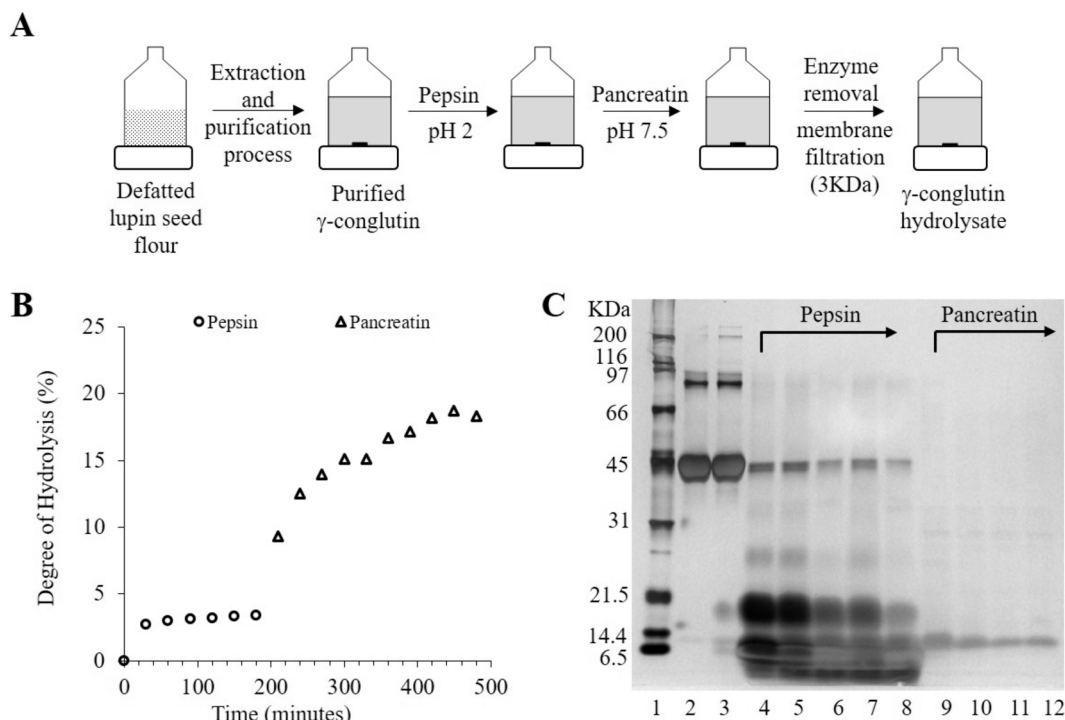 A
Extraction
and
purification
process
Pepsin
pH 2
Pancreatin
pH 7.5
Enzyme
removal
membrane
filtration
(3KDa)
Defatted
lupin seed
flour
Purified
γ-conglutin
γ-conglutin
hydrolysate
B
Pepsin
Pancreatin
Degree of Hydrolysis (%)
25
20
15
10
5
0
0 100 200 300 400 500
Time (minutes)
C
KDa
200
116
97
66
45
31
21.5
14.4
6.5
Pepsin
Pancreatin
1 2 3 4 5 6 7 8 9 10 11 12